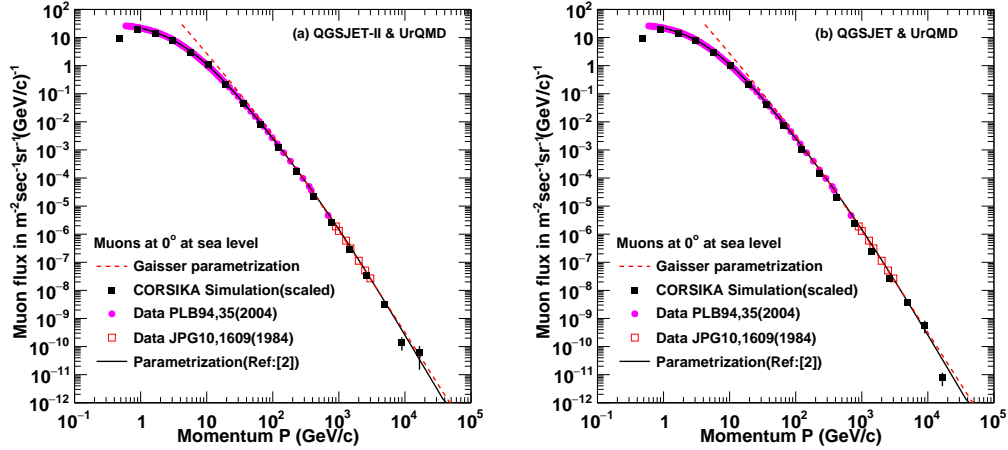 (a) QGSJET-II & UrQMD
Muon flux in m⁻²sec⁻¹sr⁻¹(GeV/c)⁻¹
10²
10
1
10⁻¹
10⁻²
10⁻³
10⁻⁴
10⁻⁵
10⁻⁶
10⁻⁷
10⁻⁸
10⁻⁹
10⁻¹⁰
10⁻¹¹
10⁻¹²
Muons at 0° at sea level
Gaisser parametrization
CORSIKA Simulation(scaled)
Data PLB94,35(2004)
Data JPG10,1609(1984)
Parametrization(Ref:[2])
10⁻¹ 1 10 10² 10³ 10⁴ 10⁵
Momentum P (GeV/c)
(b) QGSJET & UrQMD
Muon flux in m⁻²sec⁻¹sr⁻¹(GeV/c)⁻¹
10²
10
1
10⁻¹
10⁻²
10⁻³
10⁻⁴
10⁻⁵
10⁻⁶
10⁻⁷
10⁻⁸
10⁻⁹
10⁻¹⁰
10⁻¹¹
10⁻¹²
Muons at 0° at sea level
Gaisser parametrization
CORSIKA Simulation(scaled)
Data PLB94,35(2004)
Data JPG10,1609(1984)
Parametrization(Ref:[2])
10⁻¹ 1 10 10² 10³ 10⁴ 10⁵
Momentum P (GeV/c)